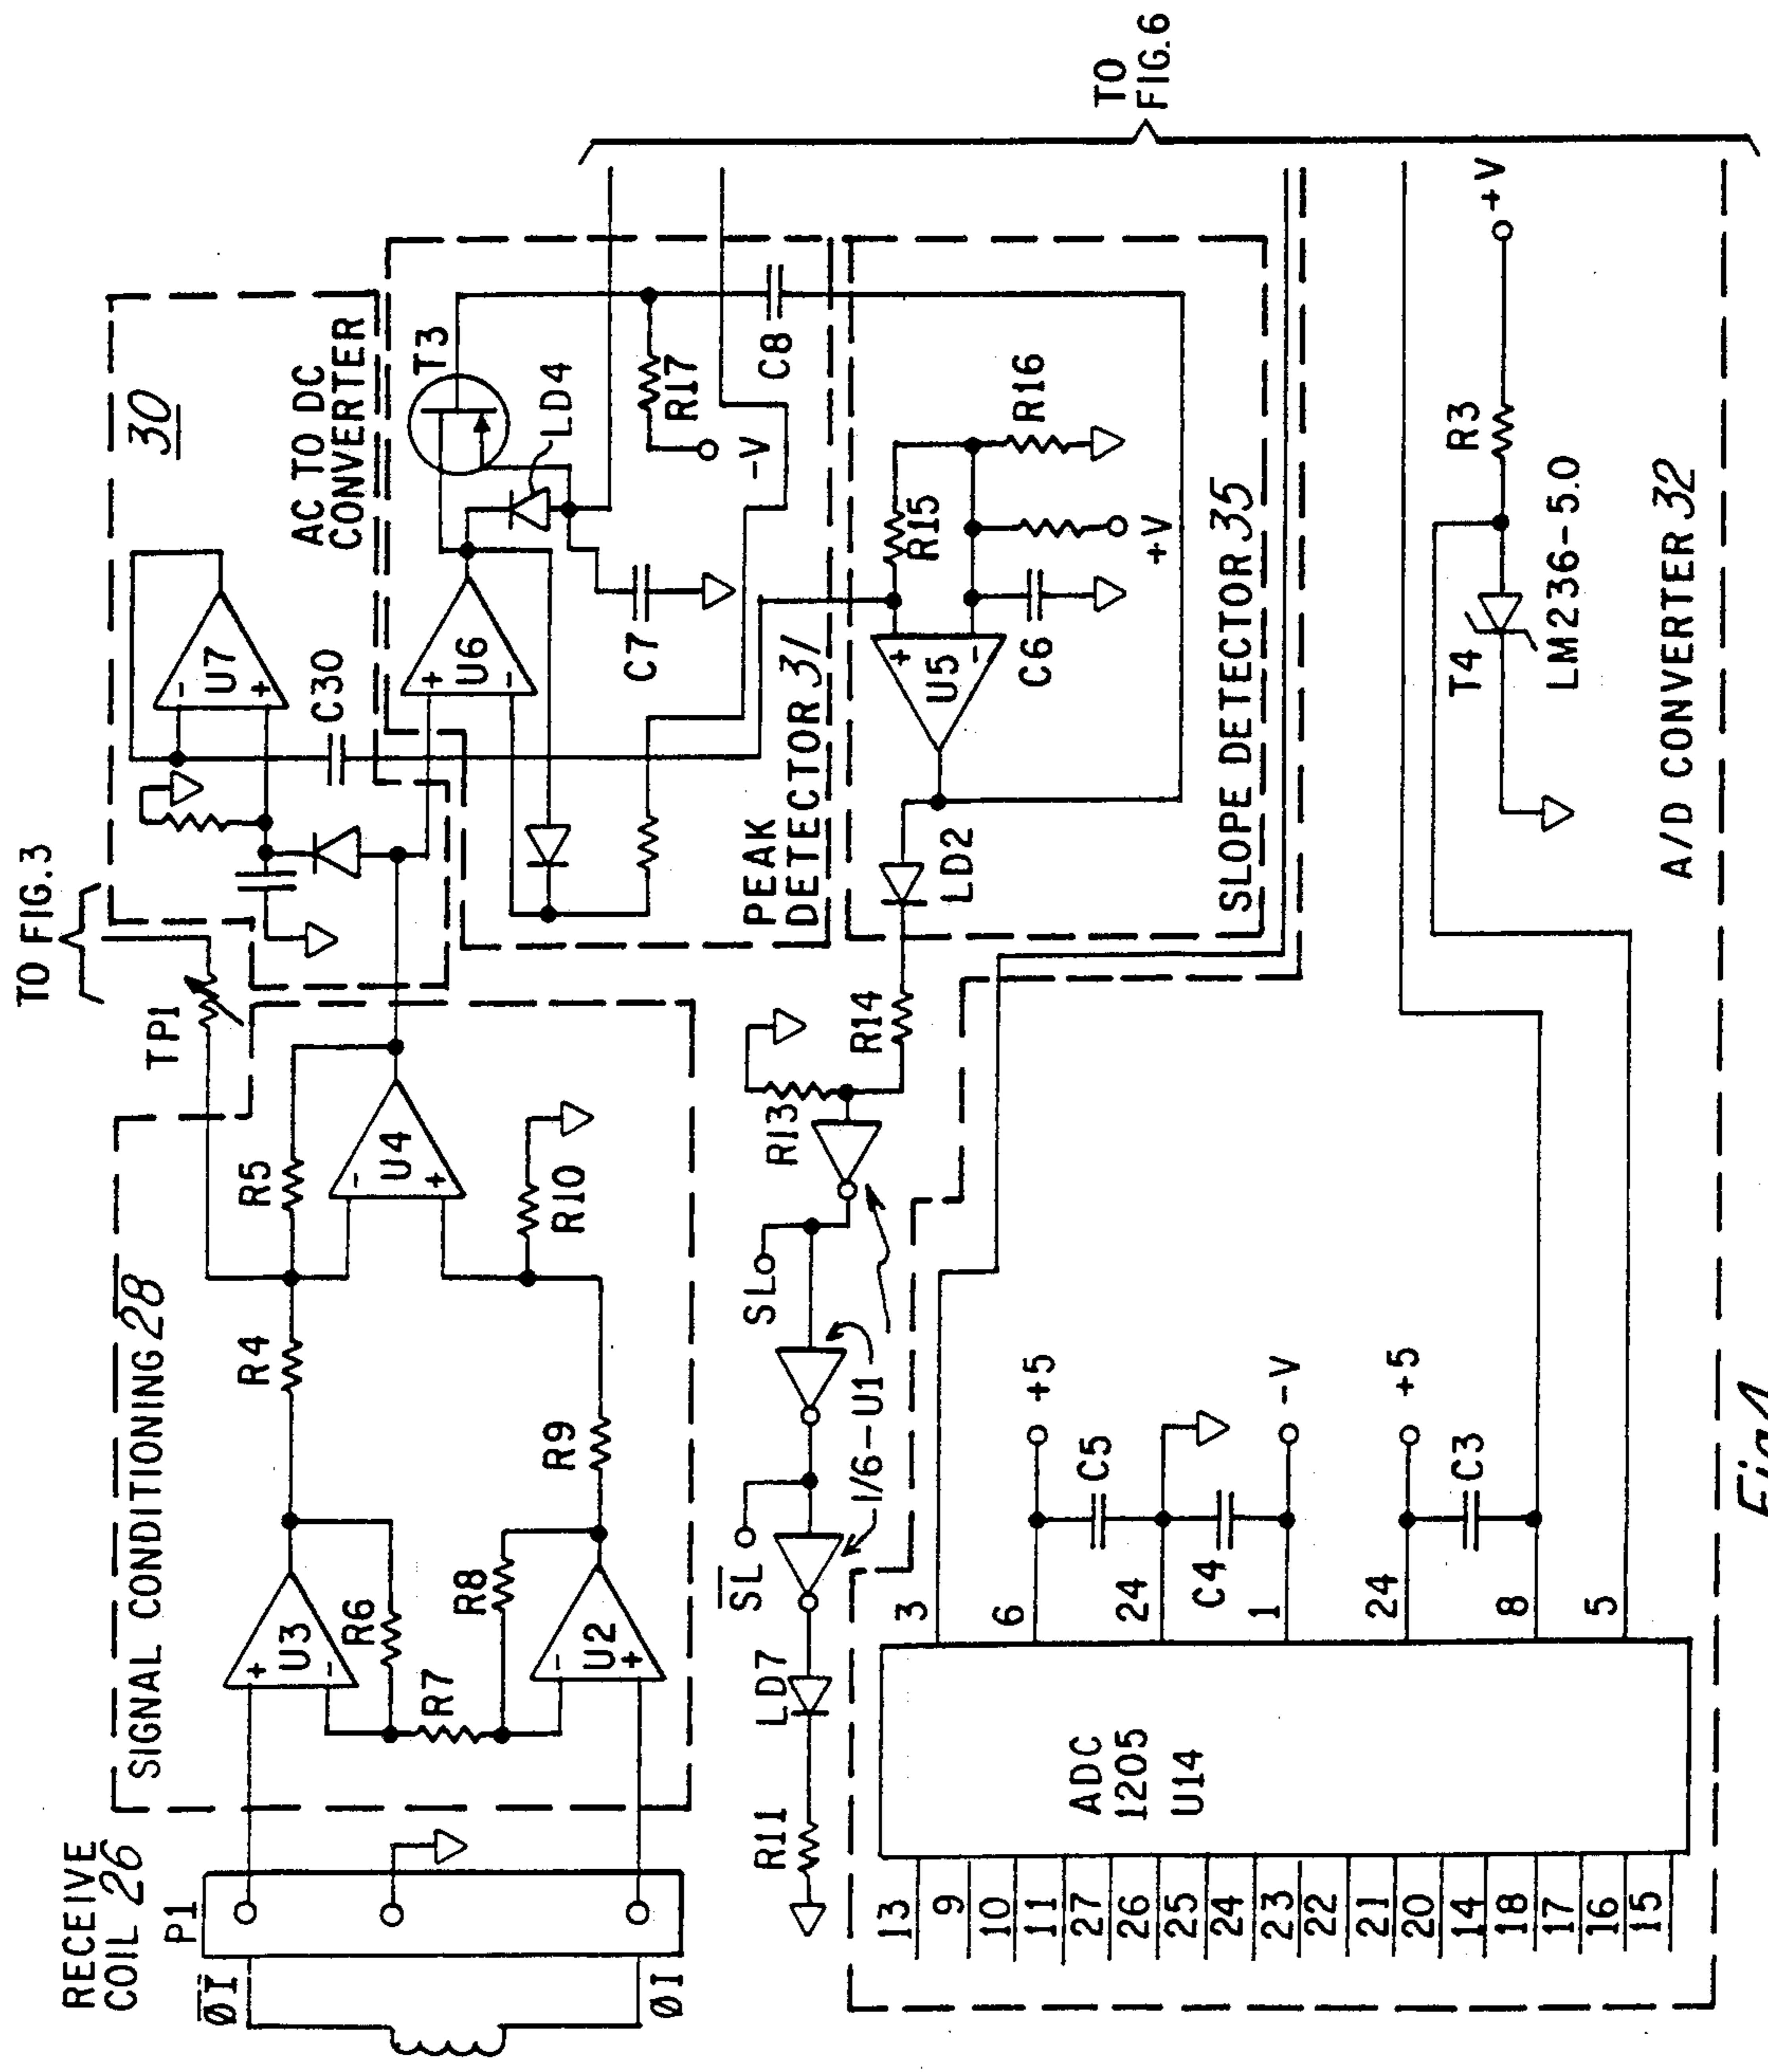 TO FIG.3
TO
FIG.6
RECEIVE
COIL 26
P1
Ø̅I̅
ØI
SIGNAL CONDITIONING 28
U3
+
-
R6
R7
R8
U2
-
+
R4
R9
R5
U4
-
+
R10
TP1
30
AC TO DC
CONVERTER
U7
-
+
C30
PEAK
DETECTOR 31
U6
+
-
T3
LD4
C7
R17
-V
C8
SLOPE DETECTOR 35
U5
+
-
R15
R16
C6
+V
LD2
R14
R13
SL
S̅L̅
1/6-U1
LD7
R11
A/D CONVERTER 32
ADC
1205
U14
13
9
10
11
27
26
25
24
23
22
21
20
14
18
17
16
15
3
6
24
1
24
8
5
+5
C5
C4
-V
+5
C3
T4
LM236-5.0
R3
+V
Fig4